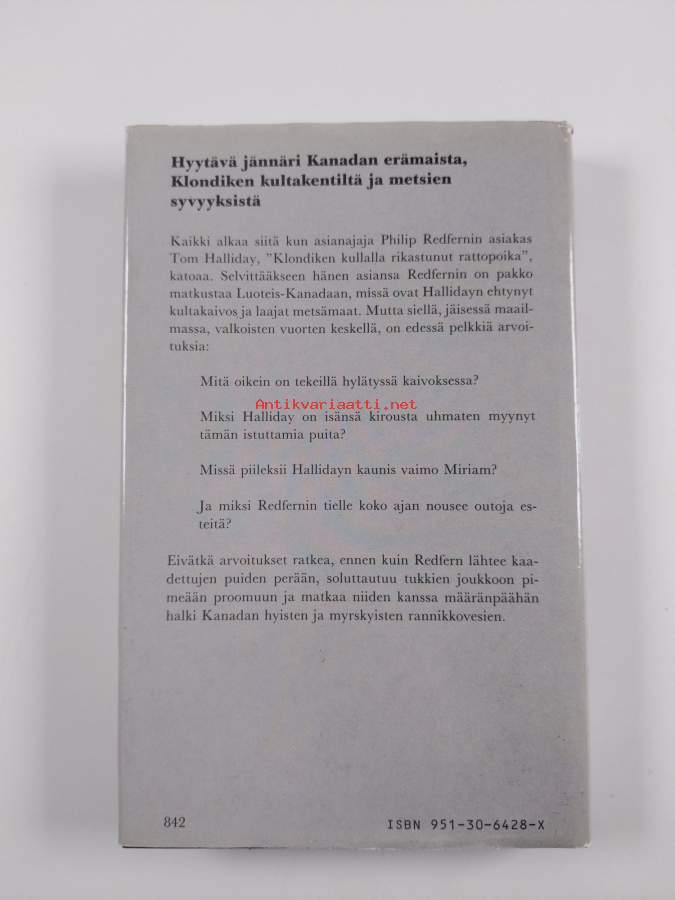 Hyytävä jännäri Kanadan erämaista,
Klondiken kultakentiltä ja metsien
syvyyksistä
Kaikki alkaa siitä kun asianajaja Philip Redfernin asiakas
Tom Halliday, "Klondiken kullalla rikastunut rattopoika",
katoaa. Selvittääkseen hänen asiansa Redfernin on pakko
matkustaa Luoteis-Kanadaan, missä ovat Hallidayn ehtynyt
kultakaivos ja laajat metsämaat. Mutta siellä, jäisessä maail-
massa, valkoisten vuorten keskellä, on edessä pelkkiä arvoi-
tuksia:
Mitä oikein on tekeillä hylätyssä kaivoksessa?
Antikvariaatti.net
Miksi Halliday on isänsä kirousta uhmaten myynyt
tämän istuttamia puita?
Missä piileksii Hallidayn kaunis vaimo Miriam?
Ja miksi Redfernin tielle koko ajan nousee outoja es-
teitä?
Eivätkä arvoitukset ratkea, ennen kuin Redfern lähtee kaa-
dettujen puiden perään, soluttautuu tukkien joukkoon pi-
meään proomuun ja matkaa niiden kanssa määränpäähän
halki Kanadan hyisten ja myrskyisten rannikkovesien.
842
ISBN 951-30-6428-X